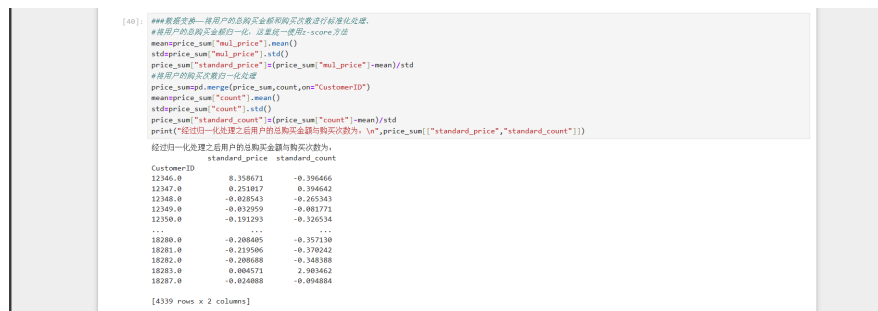 [40]: ###数据变换——将用户的总购买金额和购买次数进行标准化处理.
#将用户的总购买金额归一化, 这里统一使用z-score方法
mean=price_sum["mul_price"].mean()
std=price_sum["mul_price"].std()
price_sum["standard_price"]=(price_sum["mul_price"]-mean)/std
#将用户的购买次数归一化处理
price_sum=pd.merge(price_sum,count,on="CustomerID")
mean=price_sum["count"].mean()
std=price_sum["count"].std()
price_sum["standard_count"]=(price_sum["count"]-mean)/std
print("经过归一化处理之后用户的总购买金额与购买次数为: \n",price_sum[["standard_price","standard_count"]])
经过归一化处理之后用户的总购买金额与购买次数为:
standard_price standard_count
CustomerID
12346.0 8.358671 -0.396466
12347.0 0.251017 0.394642
12348.0 -0.028543 -0.265343
12349.0 -0.032959 -0.081771
12350.0 -0.191293 -0.326534
... ... ...
18280.0 -0.208405 -0.357130
18281.0 -0.219506 -0.370242
18282.0 -0.208688 -0.348388
18283.0 0.004571 2.903462
18287.0 -0.024088 -0.094884
[4339 rows x 2 columns]